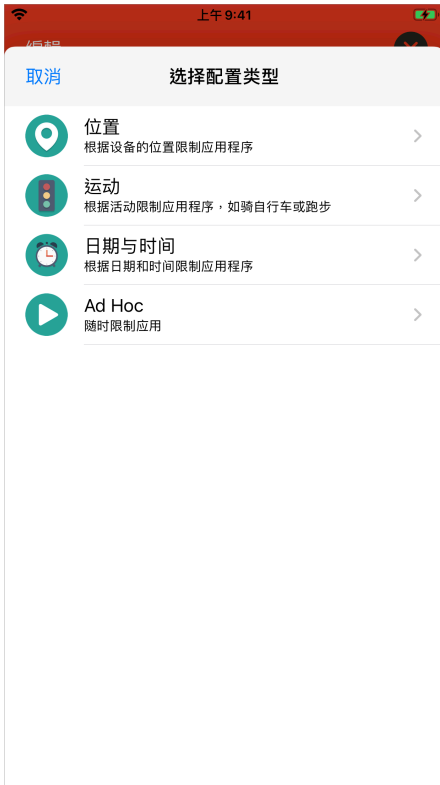 上午9:41
编辑
取消
选择配置类型
位置
根据设备的位置限制应用程序
运动
根据活动限制应用程序，如骑自行车或跑步
日期与时间
根据日期和时间限制应用程序
Ad Hoc
随时限制应用